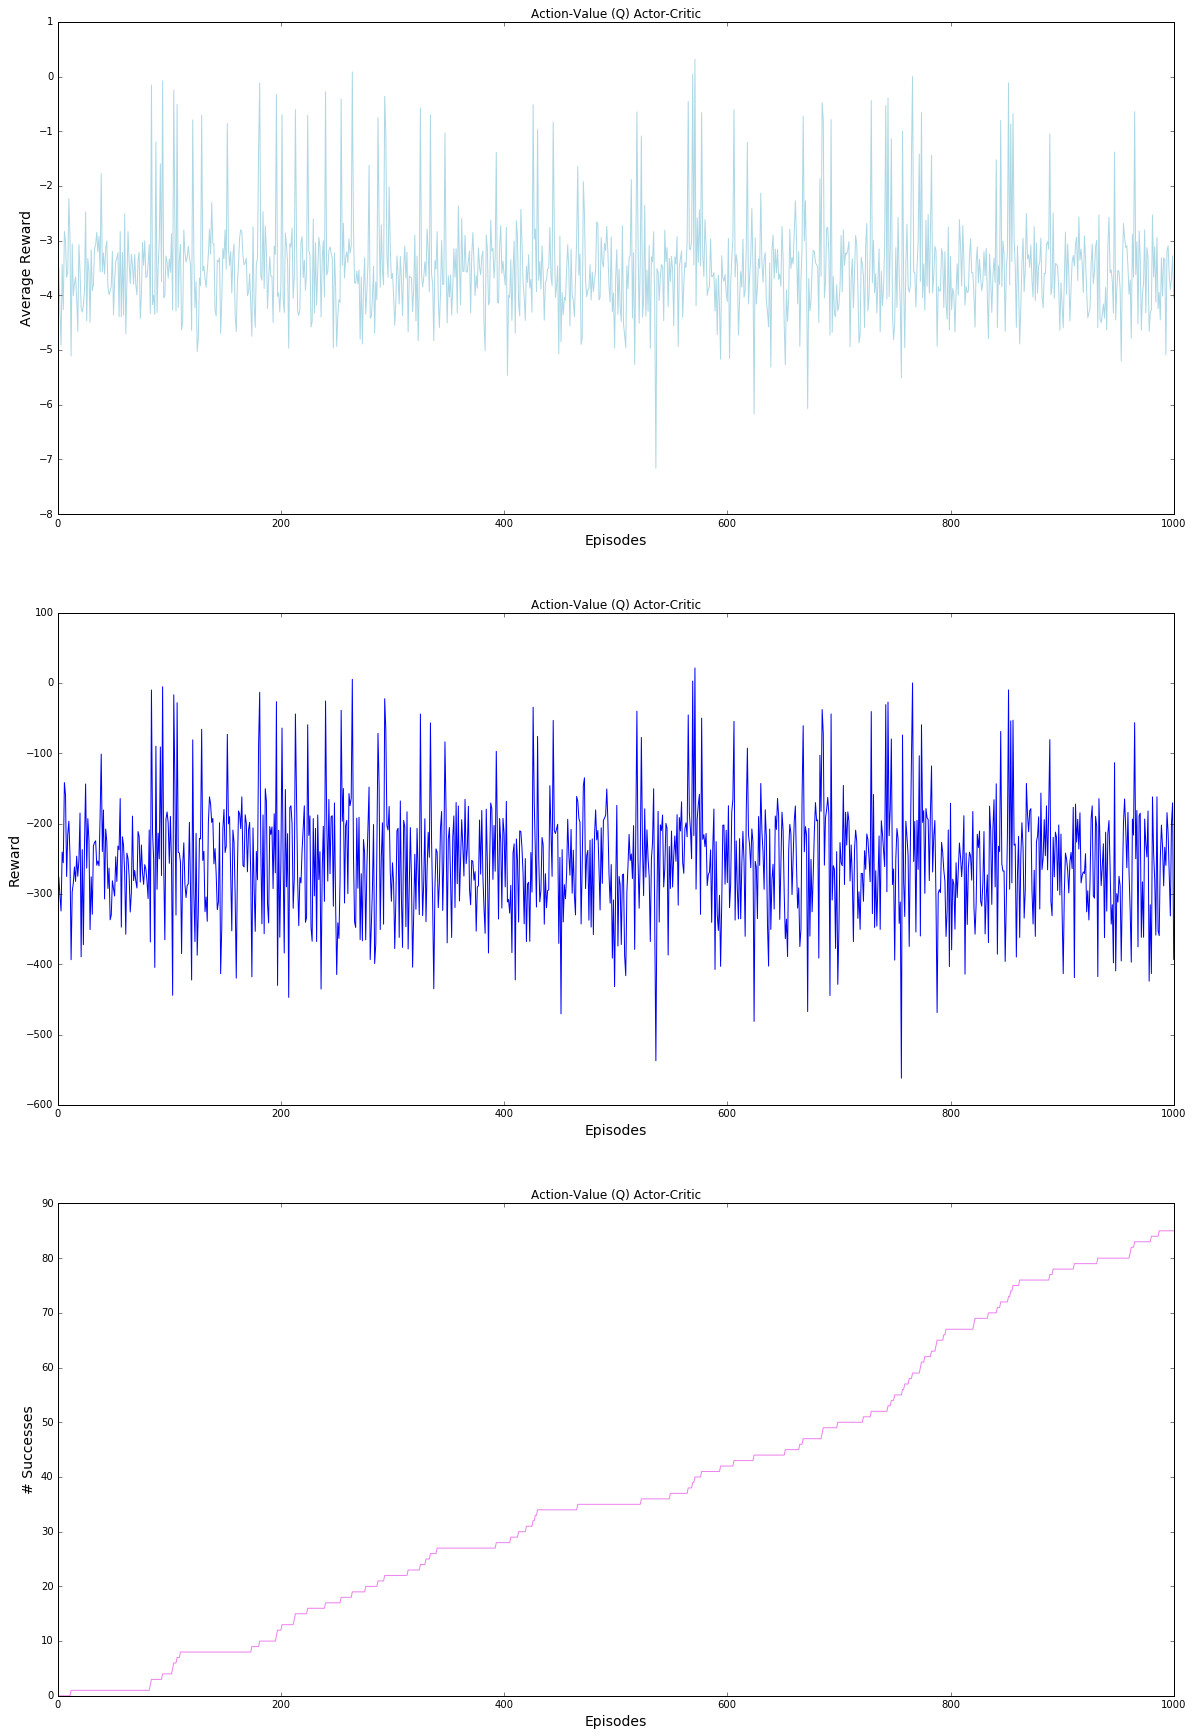 Action-Value (Q) Actor-Critic
1
0
−1
−2
−3
−4
−5
−6
−7
−8
Average Reward
0 200 400 600 800 1000
Episodes
Action-Value (Q) Actor-Critic
100
0
−100
−200
−300
−400
−500
−600
Reward
0 200 400 600 800 1000
Episodes
Action-Value (Q) Actor-Critic
90
80
70
60
50
40
30
20
10
0
# Successes
0 200 400 600 800 1000
Episodes